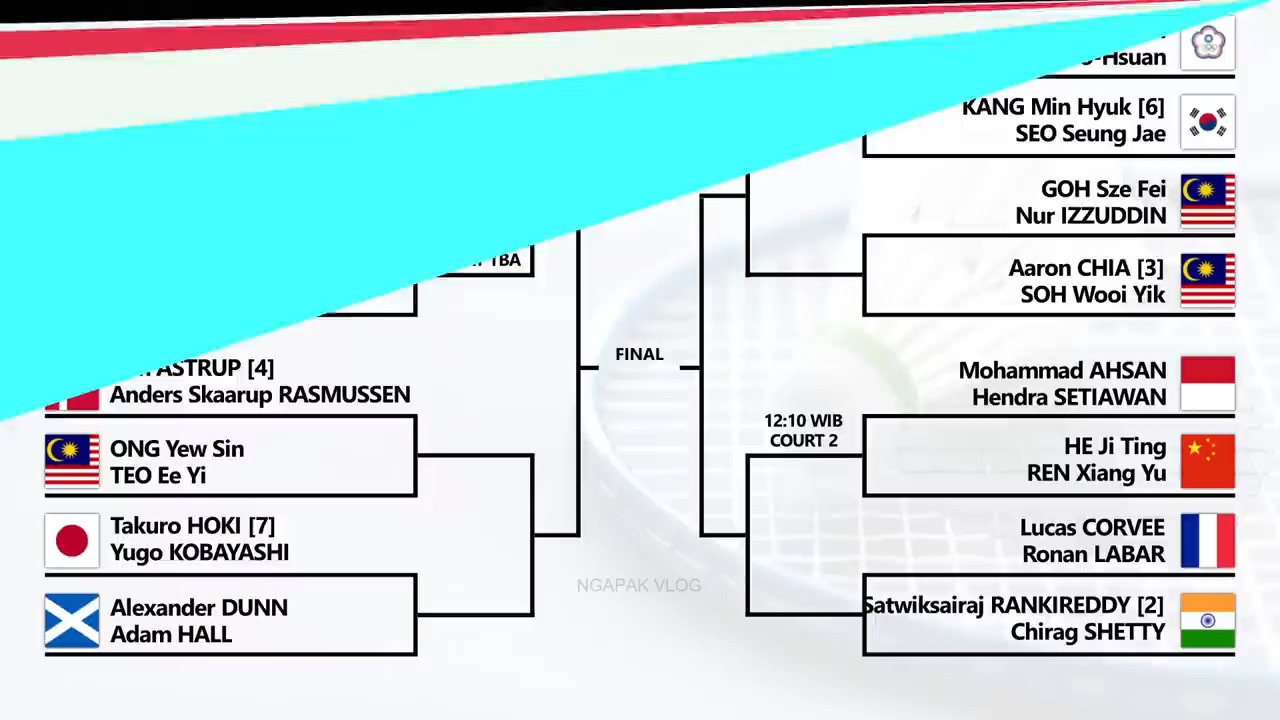 KANG Min Hyuk [6]
SEO Seung Jae
GOH Sze Fei
Nur IZZUDDIN
TBA
Aaron CHIA [3]
SOH Wooi Yik
FINAL
ASTRUP [4]
Anders Skaarup RASMUSSEN
Mohammad AHSAN
Hendra SETIAWAN
12:10 WIB
COURT 2
ONG Yew Sin
TEO Ee Yi
HE Ji Ting
REN Xiang Yu
Takuro HOKI [7]
Yugo KOBAYASHI
Lucas CORVEE
Ronan LABAR
NGAPAK VLOG
Alexander DUNN
Adam HALL
Satwiksairaj RANKIREDDY [2]
Chirag SHETTY